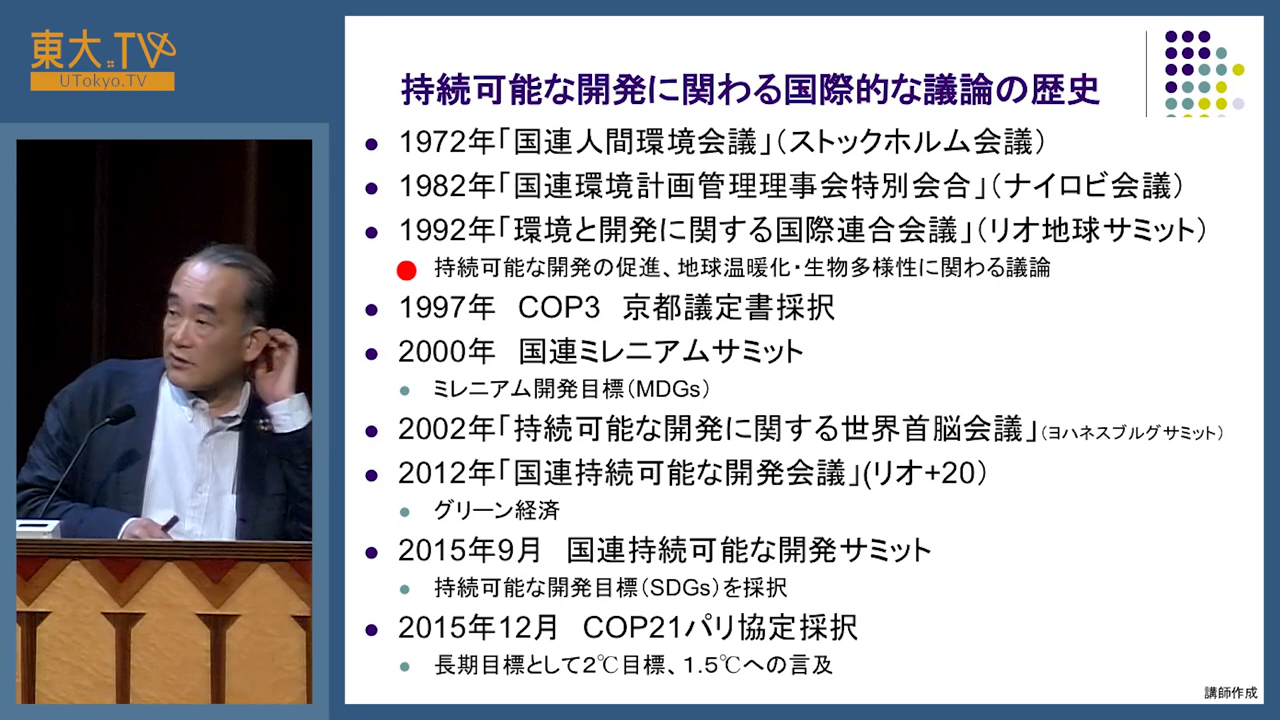 東大.TV
UTokyo.TV
持続可能な開発に関わる国際的な議論の歴史
1972年「国連人間環境会議」（ストックホルム会議）
1982年「国連環境計画管理理事会特別会合」（ナイロビ会議）
1992年「環境と開発に関する国際連合会議」（リオ地球サミット）
持続可能な開発の促進、地球温暖化・生物多様性に関わる議論
1997年　COP3　京都議定書採択
2000年　国連ミレニアムサミット
ミレニアム開発目標（MDGs）
2002年「持続可能な開発に関する世界首脳会議」（ヨハネスブルグサミット）
2012年「国連持続可能な開発会議」(リオ+20）
グリーン経済
2015年9月　国連持続可能な開発サミット
持続可能な開発目標（SDGs）を採択
2015年12月　COP21パリ協定採択
長期目標として２℃目標、１.５℃への言及
講師作成